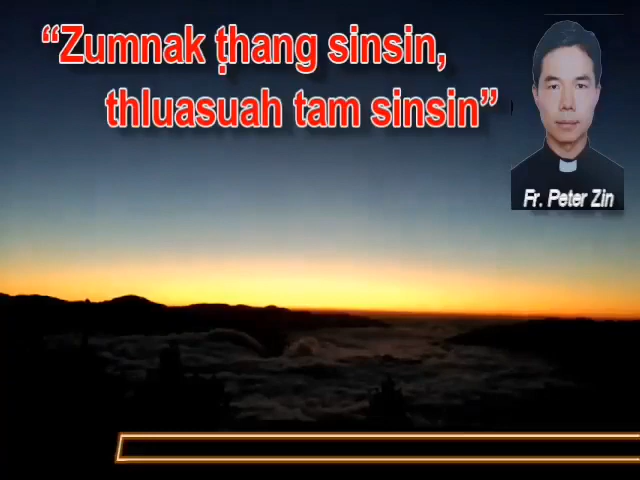 “Zumnak ṭhang sinsin,
thluasuah tam sinsin”
Fr. Peter Zin